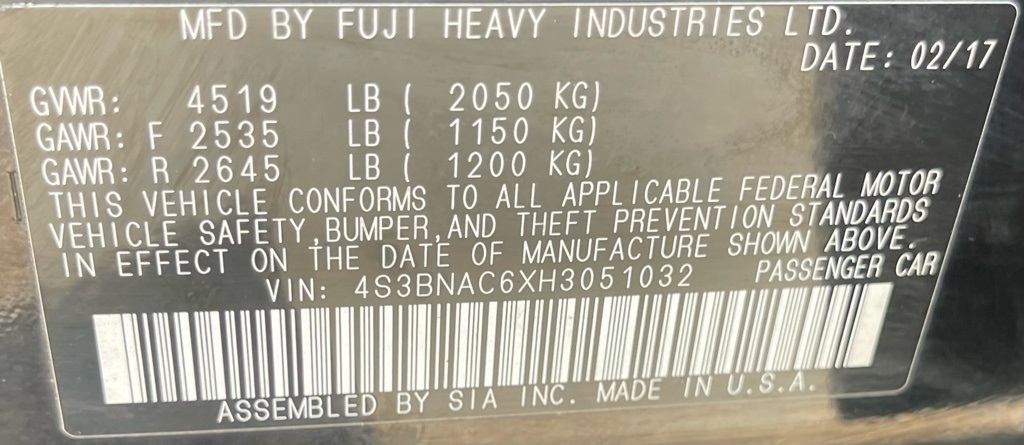 MFD BY FUJI HEAVY INDUSTRIES LTD.
DATE: 02/17
GVWR: 4519 LB ( 2050 KG)
GAWR: F 2535 LB ( 1150 KG)
GAWR: R 2645 LB ( 1200 KG)
THIS VEHICLE CONFORMS TO ALL APPLICABLE FEDERAL MOTOR
VEHICLE SAFETY,BUMPER,AND THEFT PREVENTION STANDARDS
IN EFFECT ON THE DATE OF MANUFACTURE SHOWN ABOVE.
VIN: 4S3BNAC6XH3051032 PASSENGER CAR
ASSEMBLED BY SIA INC. MADE IN U.S.A.